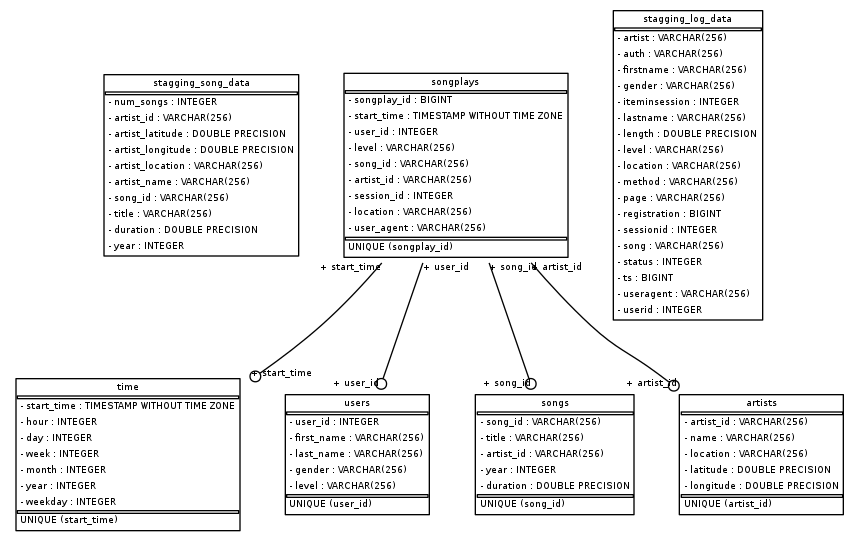 stagging_song_data
- num_songs : INTEGER
- artist_id : VARCHAR(256)
- artist_latitude : DOUBLE PRECISION
- artist_longitude : DOUBLE PRECISION
- artist_location : VARCHAR(256)
- artist_name : VARCHAR(256)
- song_id : VARCHAR(256)
- title : VARCHAR(256)
- duration : DOUBLE PRECISION
- year : INTEGER
songplays
- songplay_id : BIGINT
- start_time : TIMESTAMP WITHOUT TIME ZONE
- user_id : INTEGER
- level : VARCHAR(256)
- song_id : VARCHAR(256)
- artist_id : VARCHAR(256)
- session_id : INTEGER
- location : VARCHAR(256)
- user_agent : VARCHAR(256)
UNIQUE (songplay_id)
stagging_log_data
- artist : VARCHAR(256)
- auth : VARCHAR(256)
- firstname : VARCHAR(256)
- gender : VARCHAR(256)
- iteminsession : INTEGER
- lastname : VARCHAR(256)
- length : DOUBLE PRECISION
- level : VARCHAR(256)
- location : VARCHAR(256)
- method : VARCHAR(256)
- page : VARCHAR(256)
- registration : BIGINT
- sessionid : INTEGER
- song : VARCHAR(256)
- status : INTEGER
- ts : BIGINT
- useragent : VARCHAR(256)
- userid : INTEGER
+ start_time
+ user_id
+ song_id
+ artist_id
+ start_time
+ user_id
+ song_id
+ artist_id
time
- start_time : TIMESTAMP WITHOUT TIME ZONE
- hour : INTEGER
- day : INTEGER
- week : INTEGER
- month : INTEGER
- year : INTEGER
- weekday : INTEGER
UNIQUE (start_time)
users
- user_id : INTEGER
- first_name : VARCHAR(256)
- last_name : VARCHAR(256)
- gender : VARCHAR(256)
- level : VARCHAR(256)
UNIQUE (user_id)
songs
- song_id : VARCHAR(256)
- title : VARCHAR(256)
- artist_id : VARCHAR(256)
- year : INTEGER
- duration : DOUBLE PRECISION
UNIQUE (song_id)
artists
- artist_id : VARCHAR(256)
- name : VARCHAR(256)
- location : VARCHAR(256)
- latitude : DOUBLE PRECISION
- longitude : DOUBLE PRECISION
UNIQUE (artist_id)